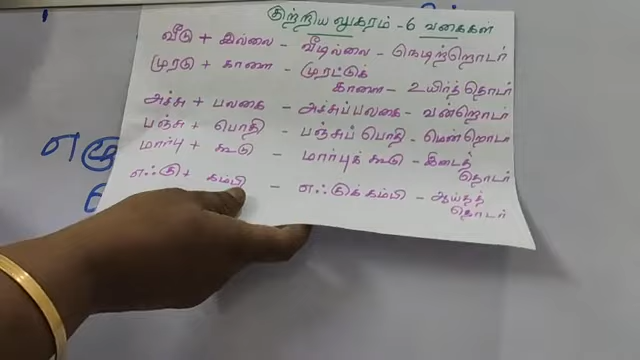 குற்றியலுகரம் - 6 வகைகள்
வீடு + இல்லை - வீடில்லை - நெடிற்றொடர்
முரடு + காளை - முரட்டுக்
காளை - உயிர்த்தொடர்
அச்சு + பலகை - அச்சுப்பலகை - வன்றொடர்
பஞ்சு + பொதி - பஞ்சுப் பொதி - மென்றொடர்
மார்பு + கூடு - மார்புக் கூடு - இடைத்
தொடர்
எஃகு + கம்பி - எஃகுக் கம்பி - ஆய்தத்
தொடர்